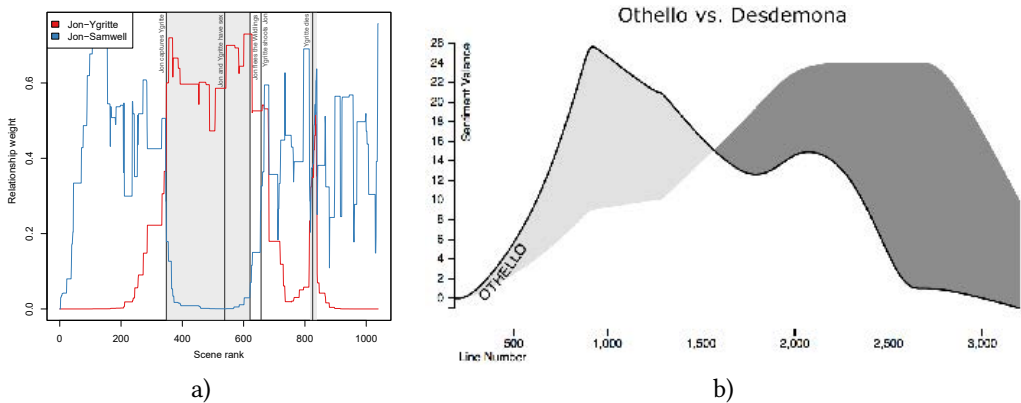 Jon−Ygritte
Jon−Samwell
Jon captures Ygritte
Jon and Ygritte have sex
Jon flees the Wildlings
Ygritte shoots Jon
Ygritte dies
Relationship weight
0.0
0.2
0.4
0.6
0
200
400
600
800
1000
Scene rank
a)
Othello vs. Desdemona
Sentiment Valance
26
24
22
20
18
16
14
12
10
8
6
4
2
0
OTHELLO
500
1,000
1,500
2,000
2,500
3,000
Line Number
b)